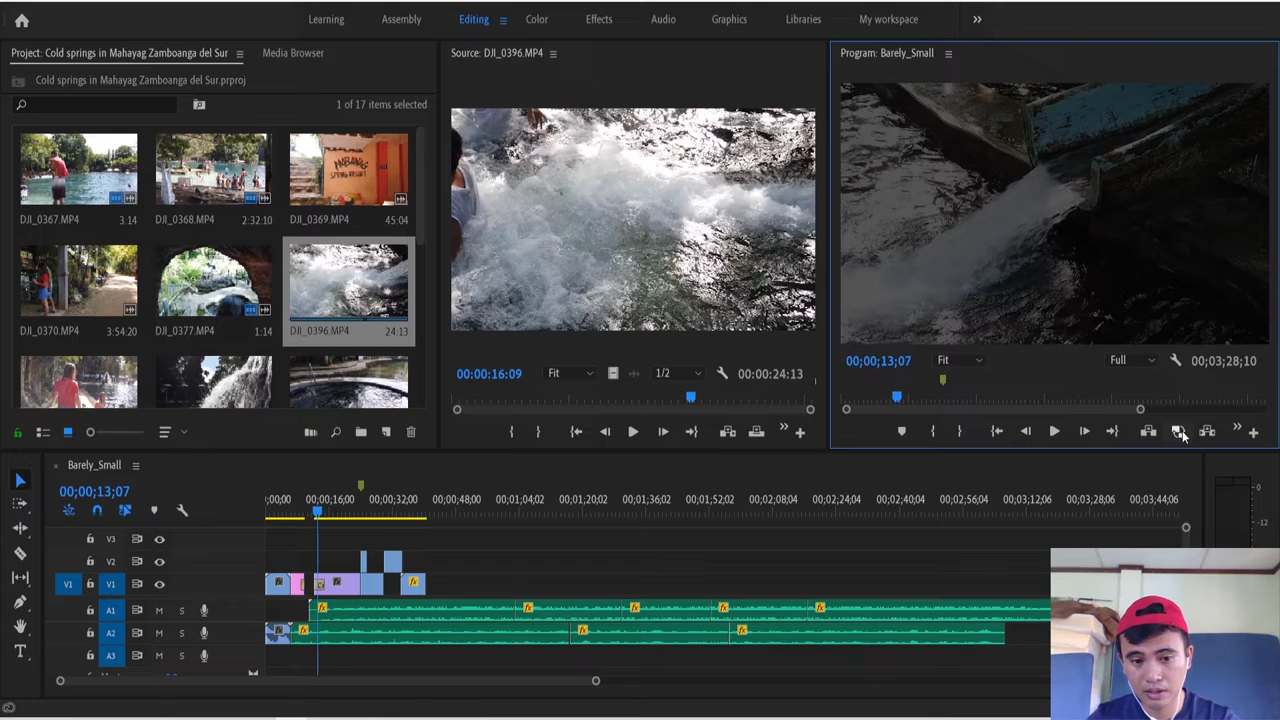 Learning Assembly Editing Color Effects Audio Graphics Libraries My workspace
Project: Cold springs in Mahayag Zamboanga del Sur Media Browser
Cold springs in Mahayag Zamboanga del Sur.prproj
1 of 17 items selected
DJI_0367.MP4 3:14
DJI_0368.MP4 2:32:10
DJI_0369.MP4 45:04
DJI_0370.MP4 3:54:20
DJI_0377.MP4 1:14
DJI_0396.MP4 24:13
Source: DJI_0396.MP4
00:00:16:09 Fit 1/2 00:00:24:13
Program: Barely_Small
00;00;13;07 Fit Full 00;03;28;10
Barely_Small
00;00;13;07
;00;00 00;00;16;00 00;00;32;00 00;00;48;00 00;01;04;02 00;01;20;02 00;01;36;02 00;01;52;02 00;02;08;04 00;02;24;04 00;02;40;04 00;02;56;04 00;03;12;06 00;03;28;06 00;03;44;06
V3
V2
V1 V1
A1 M S
A2 M S
A3 M S
0
-12